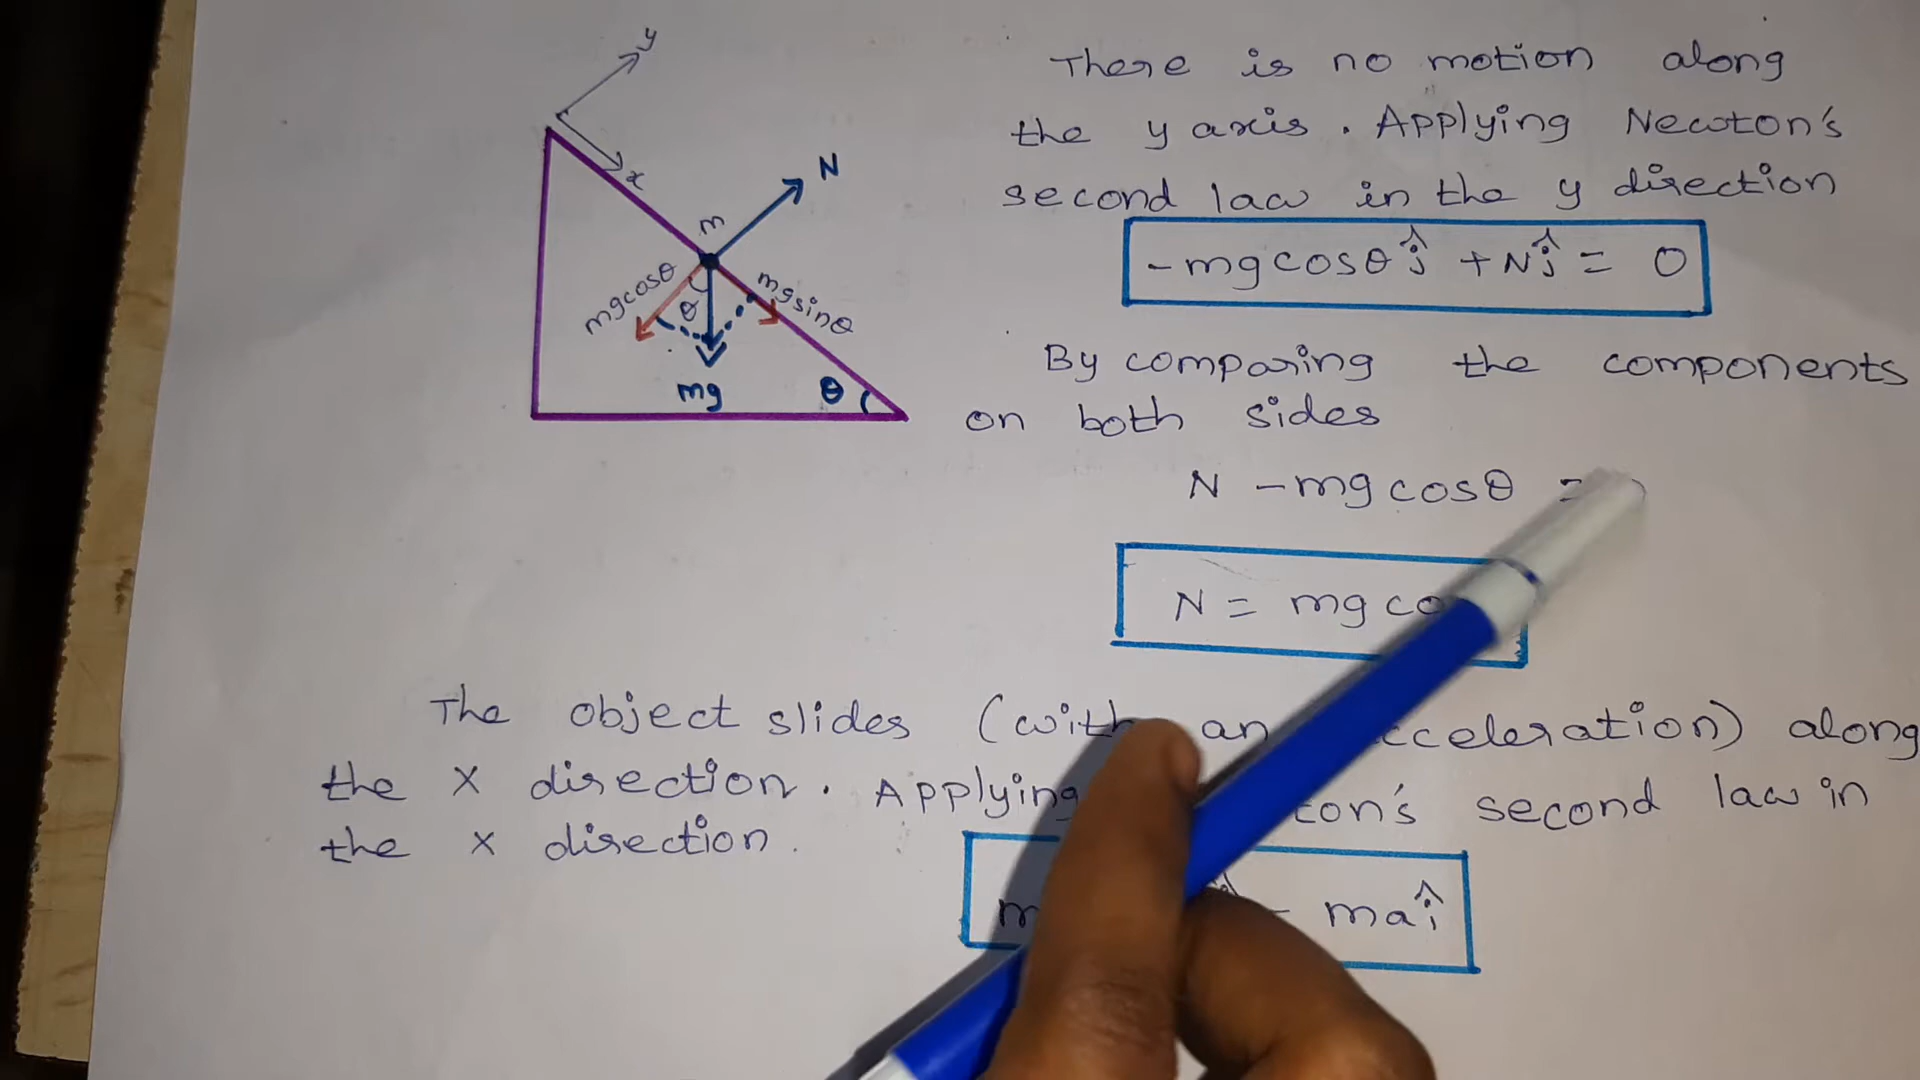 y
x
N
m
mgcosθ
θ
mgsinθ
mg
θ
There is no motion along
the y axis. Applying Newton's
second law in the y direction
-mgcosθ ĵ + Nĵ = 0
By comparing the components
on both sides
N - mg cosθ =
N = mg co
The object slides (with an cceleration) along
the x direction. Applying ton's second law in
the x direction.
m ma î